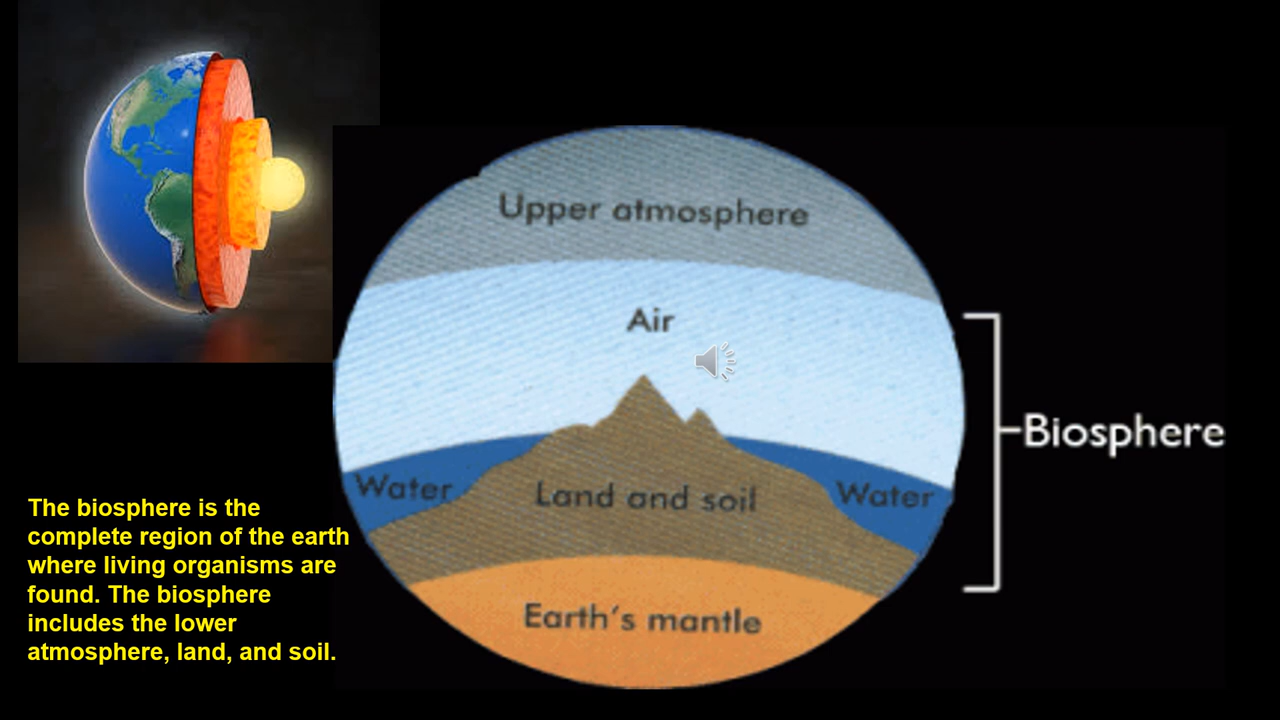 Upper atmosphere
Air
Biosphere
Water
Land and soil
Water
The biosphere is the
complete region of the earth
where living organisms are
found. The biosphere
includes the lower
atmosphere, land, and soil.
Earth's mantle